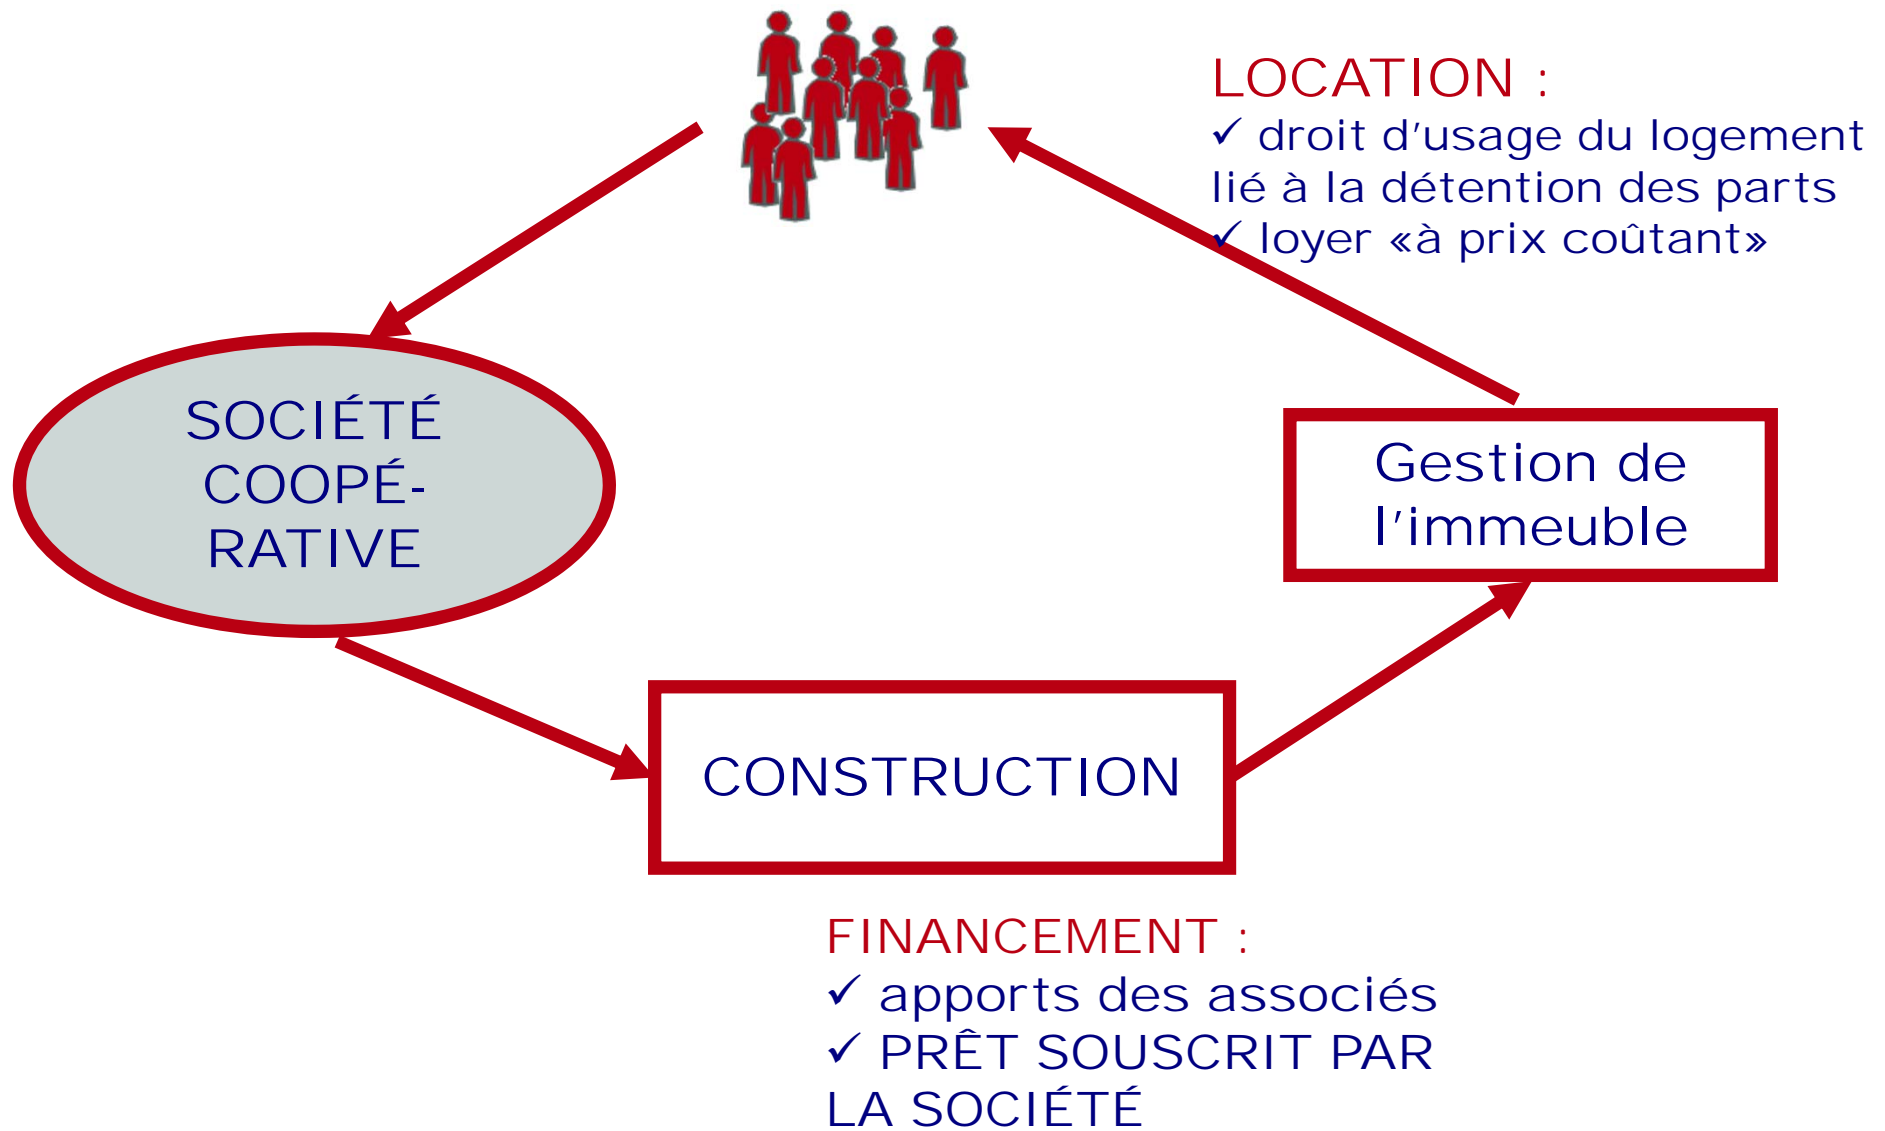 LOCATION :
✓ droit d'usage du logement
lié à la détention des parts
✓ loyer «à prix coûtant»
SOCIÉTÉ
COOPÉ-
RATIVE
Gestion de
l'immeuble
CONSTRUCTION
FINANCEMENT :
✓ apports des associés
✓ PRÊT SOUSCRIT PAR
LA SOCIÉTÉ